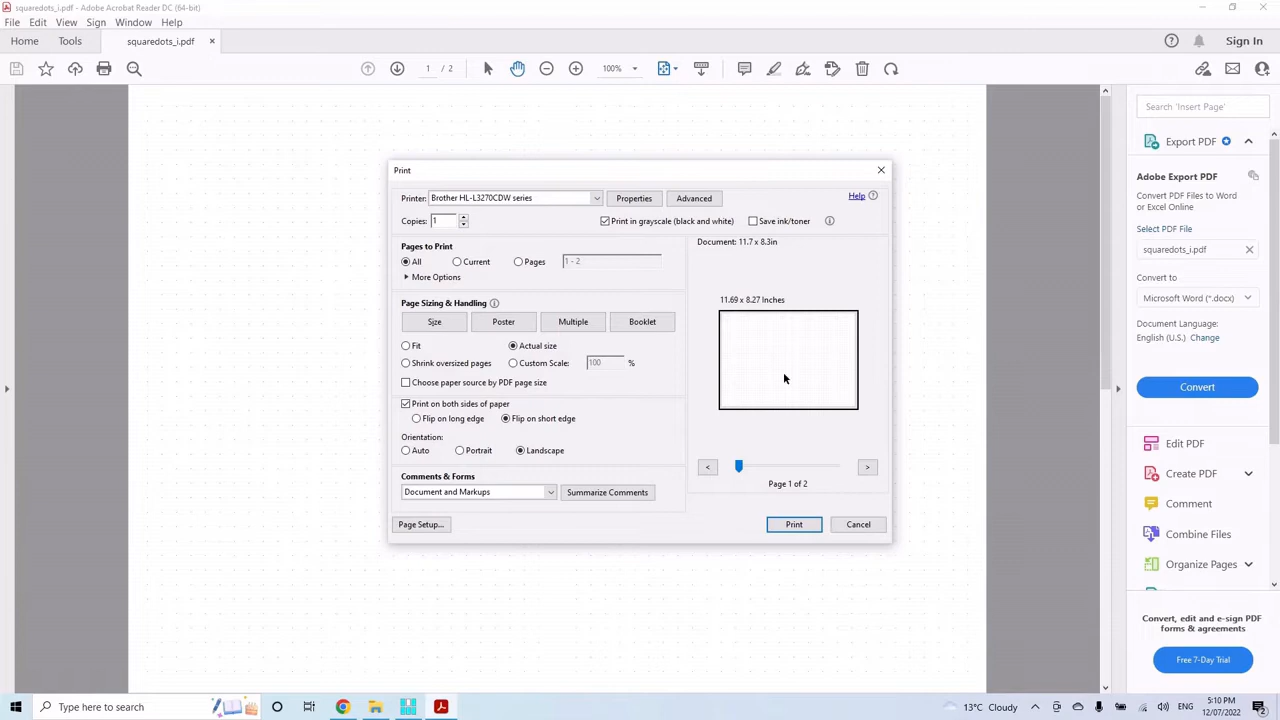 squaredots_i.pdf - Adobe Acrobat Reader DC (64-bit)
File Edit View Sign Window Help
Home Tools squaredots_i.pdf × Sign In
1 / 2 100%
Search 'Insert Page'
Export PDF
Adobe Export PDF
Convert PDF Files to Word
or Excel Online
Select PDF File
squaredots_i.pdf
Convert to
Microsoft Word (*.docx)
Document Language:
English (U.S.) Change
Convert
Edit PDF
Create PDF
Comment
Combine Files
Organize Pages
Convert, edit and e-sign PDF
forms & agreements
Free 7-Day Trial
Print
Printer: Brother HL-L3270CDW series Properties Advanced Help
Copies: 1 Print in grayscale (black and white) Save ink/toner
Pages to Print
All Current Pages 1 - 2
More Options
Page Sizing & Handling
Size Poster Multiple Booklet
Fit Actual size
Shrink oversized pages Custom Scale: 100 %
Choose paper source by PDF page size
Print on both sides of paper
Flip on long edge Flip on short edge
Orientation:
Auto Portrait Landscape
Comments & Forms
Document and Markups Summarize Comments
Page Setup...
Document: 11.7 x 8.3in
11.69 x 8.27 Inches
< >
Page 1 of 2
Print Cancel
Type here to search
13°C Cloudy ENG 5:10 PM
12/07/2022 2